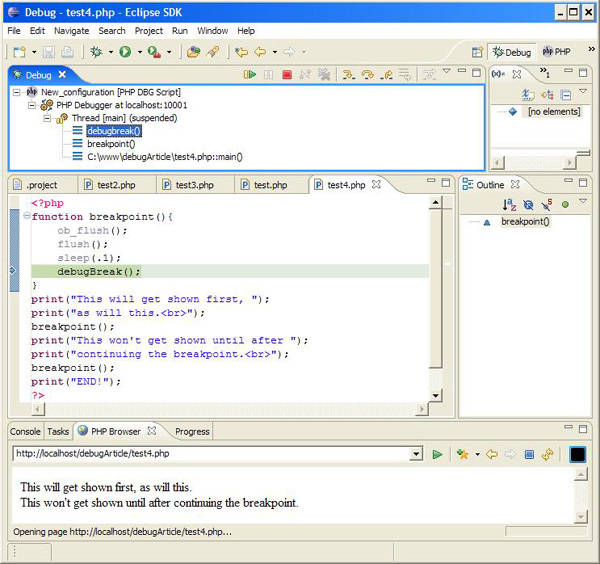 Debug - test4.php - Eclipse SDK
File Edit Navigate Search Project Run Window Help
Debug PHP
Debug
(x)= »1
New_configuration [PHP DBG Script]
PHP Debugger at localhost:10001
Thread [main] (suspended)
debugbreak()
breakpoint()
C:\www\debugArticle\test4.php::main()
[no elements]
.project test2.php test3.php test.php test4.php
Outline
breakpoint()
<?php
function breakpoint(){
ob_flush();
flush();
sleep(.1);
debugBreak();
}
print("This will get shown first, ");
print("as will this.<br>");
breakpoint();
print("This won't get shown until after ");
print("continuing the breakpoint.<br>");
breakpoint();
print("END!");
?>
Console Tasks PHP Browser Progress
http://localhost/debugArticle/test4.php
This will get shown first, as will this.
This won't get shown until after continuing the breakpoint.
Opening page http://localhost/debugArticle/test4.php...